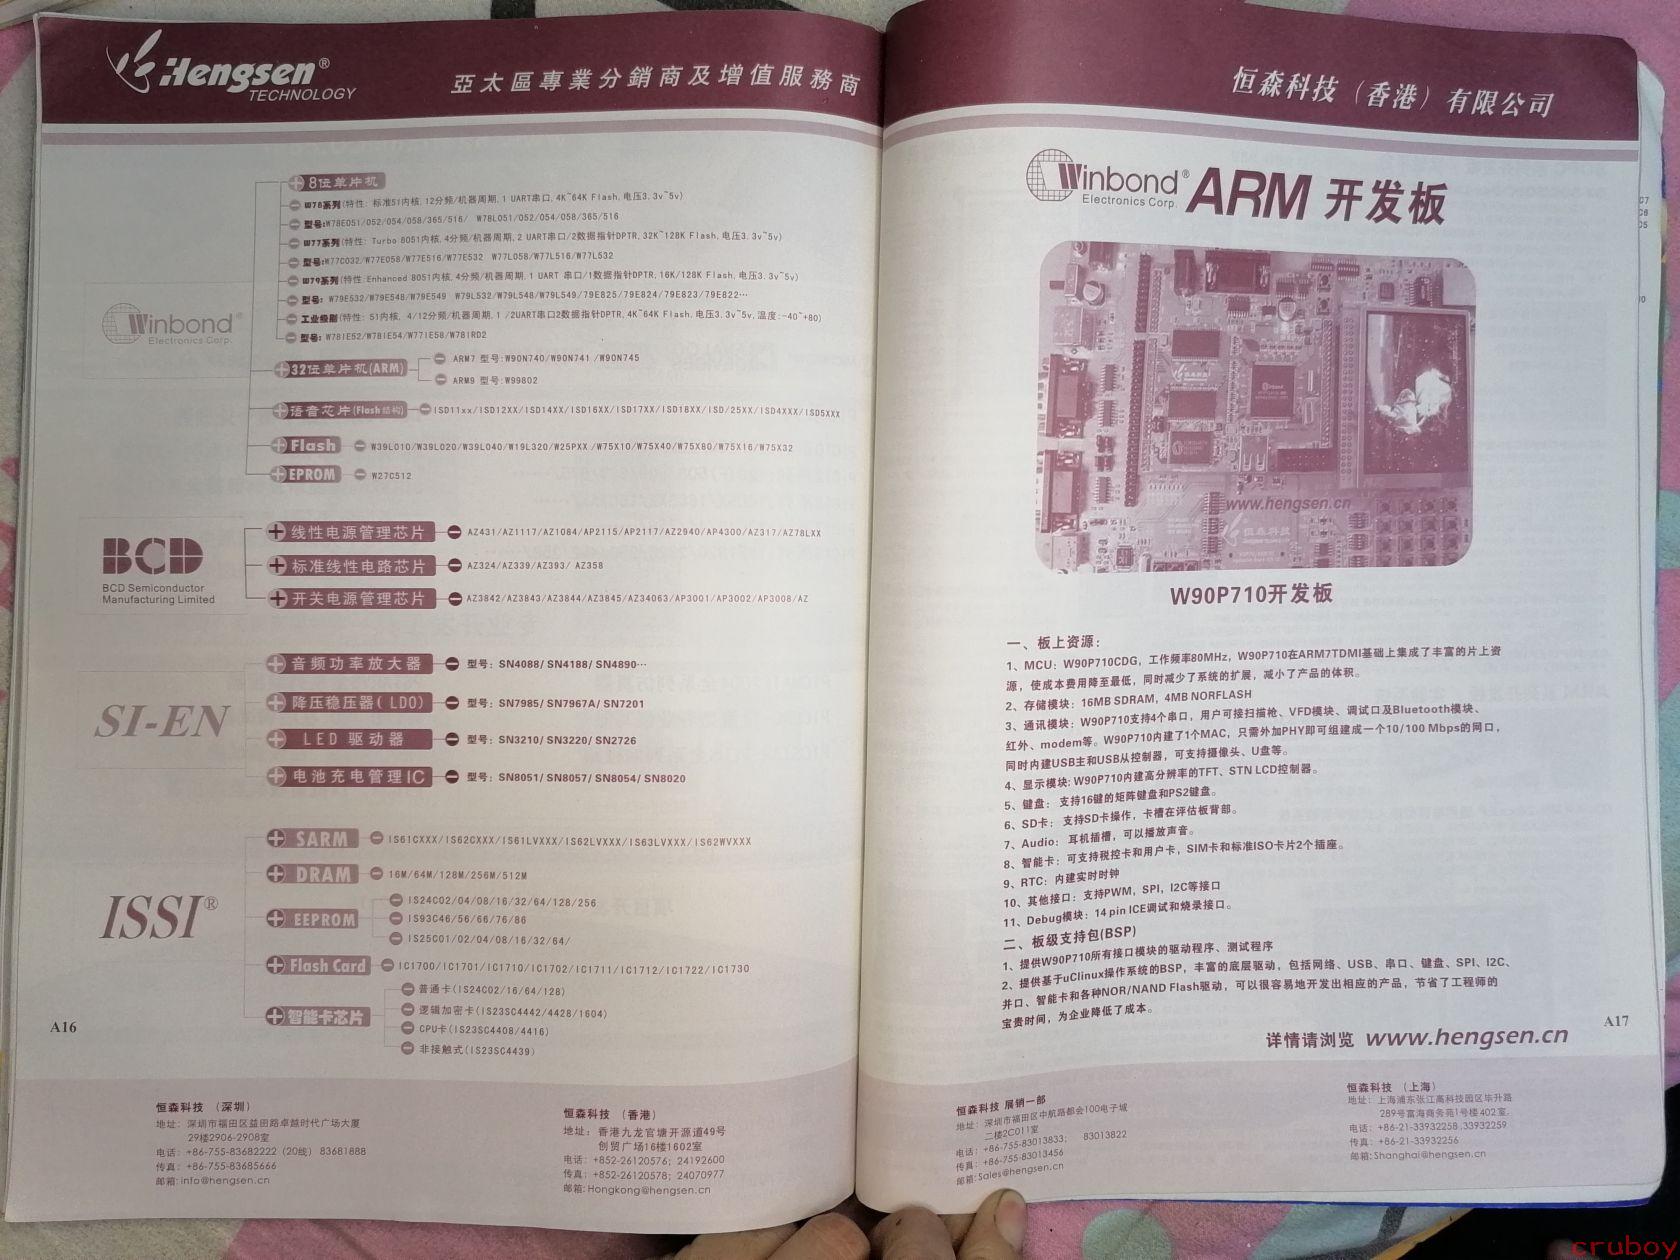 Hengsen®
TECHNOLOGY
亞太區專業分銷商及增值服務商
Winbond®
Electronics Corp.
8位单片机
W78系列(特性: 标准51内核,12分频/机器周期,1 UART串口,4K~64K Flash,电压3.3v~5v)
型号:W78E051/052/054/058/365/516/ W78L051/052/054/058/365/516
W77系列(特性: Turbo 8051内核,4分频/机器周期,2 UART串口/2数据指针DPTR,32K~128K Flash,电压3.3v~5v)
型号:W77C032/W77E058/W77E516/W77E532 W77L058/W77L516/W77L532
W79系列(特性:Enhanced 8051内核,4分频/机器周期,1 UART 串口/1数据指针DPTR,16K/128K Flash,电压3.3v~5v)
型号: W79E532/W79E548/W79E549 W79L532/W79L548/W79L549/79E825/79E824/79E823/79E822…
工业级别(特性: 51内核, 4/12分频/机器周期,1 /2UART串口2数据指针DPTR,4K~64K Flash,电压3.3v~5v,温度:-40~+80)
型号: W78IE52/W78IE54/W77IE58/W78IRD2
32位单片机(ARM)
ARM7 型号:W90N740/W90N741 /W90N745
ARM9 型号:W99802
语音芯片(Flash结构)
ISD11xx/ISD12XX/ISD14XX/ISD16XX/ISD17XX/ISD18XX/ISD/25XX/ISD4XXX/ISD5XXX
Flash
W39L010/W39L020/W39L040/W19L320/W25PXX /W75X10/W75X40/W75X80/W75X16/W75X32
EPROM
W27C512
BCD
BCD Semiconductor
Manufacturing Limited
线性电源管理芯片
AZ431/AZ1117/AZ1084/AP2115/AP2117/AZ2940/AP4300/AZ317/AZ78LXX
标准线性电路芯片
AZ324/AZ339/AZ393/ AZ358
开关电源管理芯片
AZ3842/AZ3843/AZ3844/AZ3845/AZ34063/AP3001/AP3002/AP3008/AZ
SI-EN
音频功率放大器
型号: SN4088/ SN4188/ SN4890…
降压稳压器( LDO)
型号: SN7985/ SN7967A/ SN7201
LED 驱动器
型号: SN3210/ SN3220/ SN2726
电池充电管理IC
型号: SN8051/ SN8057/ SN8054/ SN8020
ISSI®
SARM
IS61CXXX/IS62CXXX/IS61LVXXX/IS62LVXXX/IS63LVXXX/IS62WVXXX
DRAM
16M/64M/128M/256M/512M
EEPROM
IS24C02/04/08/16/32/64/128/256
IS93C46/56/66/76/86
IS25C01/02/04/08/16/32/64/
Flash Card
IC1700/IC1701/IC1710/IC1702/IC1711/IC1712/IC1722/IC1730
智能卡芯片
普通卡(IS24C02/16/64/128)
逻辑加密卡(IS23SC4442/4428/1604)
CPU卡(IS23SC4408/4416)
非接触式(IS23SC4439)
A16
恒森科技 (深圳)
地址: 深圳市福田区益田路卓越时代广场大厦
29楼2906-2908室
电话: +86-755-83682222 (20线) 83681888
传真: +86-755-83685666
邮箱: info@hengsen.cn
恒森科技 (香港)
地址: 香港九龙官塘开源道49号
创贸广场16楼1602室
电话: +852-26120576; 24192600
传真: +852-26120578; 24070977
邮箱: Hongkong@hengsen.cn
恒森科技(香港)有限公司
Winbond®
Electronics Corp.
ARM 开发板
www.hengsen.cn
恒森科技
W90P710开发板
一、板上资源:
1、MCU: W90P710CDG, 工作频率80MHz, W90P710在ARM7TDMI基础上集成了丰富的片上资
源, 使成本费用降至最低, 同时减少了系统的扩展, 减小了产品的体积。
2、存储模块: 16MB SDRAM, 4MB NORFLASH
3、通讯模块: W90P710支持4个串口, 用户可接扫描枪、VFD模块、调试口及Bluetooth模块、
红外、modem等。W90P710内建了1个MAC, 只需外加PHY即可组建成一个10/100 Mbps的网口,
同时内建USB主和USB从控制器, 可支持摄像头、U盘等。
4、显示模块: W90P710内建高分辨率的TFT、STN LCD控制器。
5、键盘: 支持16键的矩阵键盘和PS2键盘。
6、SD卡: 支持SD卡操作, 卡槽在评估板背部。
7、Audio: 耳机插槽, 可以播放声音。
8、智能卡: 可支持税控卡和用户卡, SIM卡和标准ISO卡片2个插座。
9、RTC: 内建实时时钟
10、其他接口: 支持PWM, SPI, I2C等接口
11、Debug模块: 14 pin ICE调试和烧录接口。
二、板级支持包(BSP)
1、提供W90P710所有接口模块的驱动程序、测试程序
2、提供基于uClinux操作系统的BSP, 丰富的底层驱动, 包括网络、USB、串口、键盘、SPI、I2C、
并口、智能卡和各种NOR/NAND Flash驱动, 可以很容易地开发出相应的产品, 节省了工程师的
宝贵时间, 为企业降低了成本。
详情请浏览 www.hengsen.cn
A17
恒森科技 展销一部
地址: 深圳市福田区中航路都会100电子城
二楼2C011室
电话: +86-755-83013833; 83013822
传真: +86-755-83013456
邮箱: Sales@hengsen.cn
恒森科技 (上海)
地址: 上海浦东张江高科技园区毕升路
289号富海商务苑1号楼402室.
电话: +86-21-33932258 .33932259
传真: +86-21-33932256
邮箱: Shanghai@hengsen.cn
cruboy